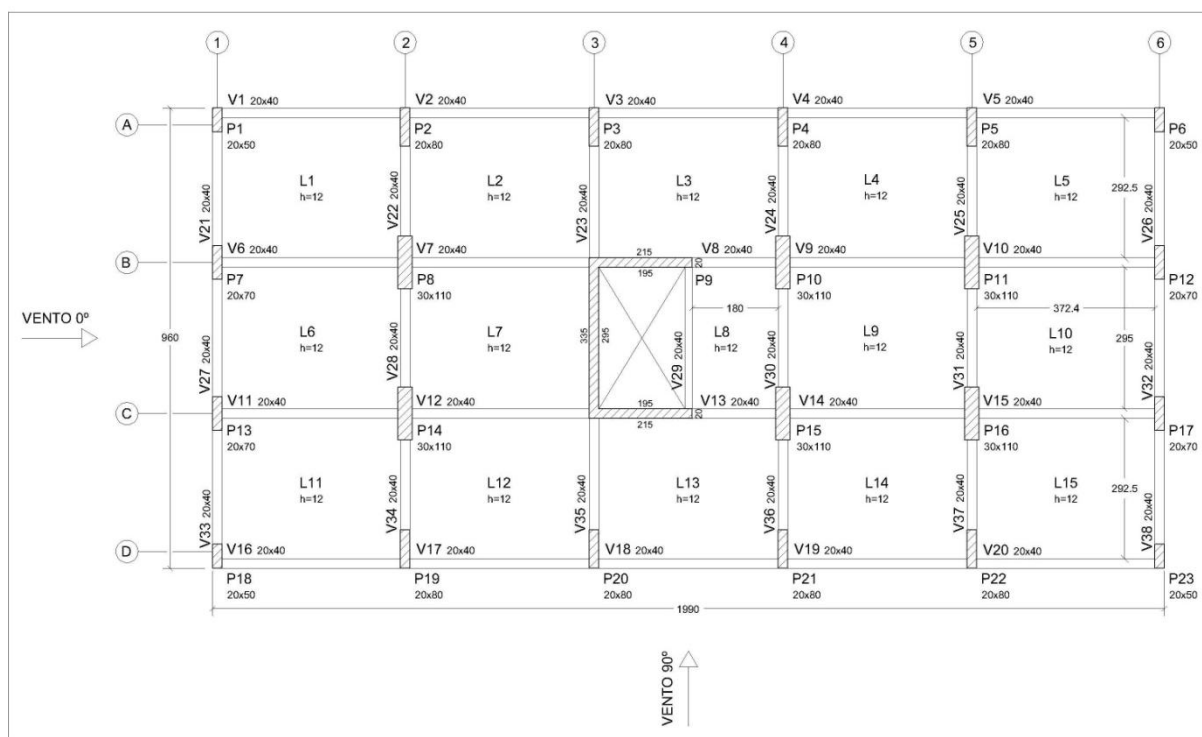 1 2 3 4 5 6
V1 20x40 V2 20x40 V3 20x40 V4 20x40 V5 20x40
A
P1 P2 P3 P4 P5 P6
20x50 20x80 20x80 20x80 20x80 20x50
L1 L2 L3 L4 L5
h=12 h=12 h=12 h=12 h=12
292.5
V21 20x40 V22 20x40 V23 20x40 V24 20x40 V25 20x40 V26 20x40
V6 20x40 V7 20x40 215 V8 20x40 V9 20x40 V10 20x40
B
20
195
P7 P8 P9 P10 P11 P12
20x70 30x110 30x110 30x110 20x70
180
372.4
VENTO 0º
960
L6 L7 335 295 L8 L9 L10 295
h=12 h=12 h=12 h=12 h=12
V27 20x40 V28 20x40 V29 20x40 V30 20x40 V31 20x40 V32 20x40
V11 20x40 V12 20x40 195 V13 20x40 V14 20x40 V15 20x40
C
20
215
P13 P14 P15 P16 P17
20x70 30x110 30x110 30x110 20x70
L11 L12 L13 L14 L15
h=12 h=12 h=12 h=12 h=12
292.5
V33 20x40 V34 20x40 V35 20x40 V36 20x40 V37 20x40 V38 20x40
V16 20x40 V17 20x40 V18 20x40 V19 20x40 V20 20x40
D
P18 P19 P20 P21 P22 P23
20x50 20x80 20x80 20x80 20x80 20x50
1990
VENTO 90º